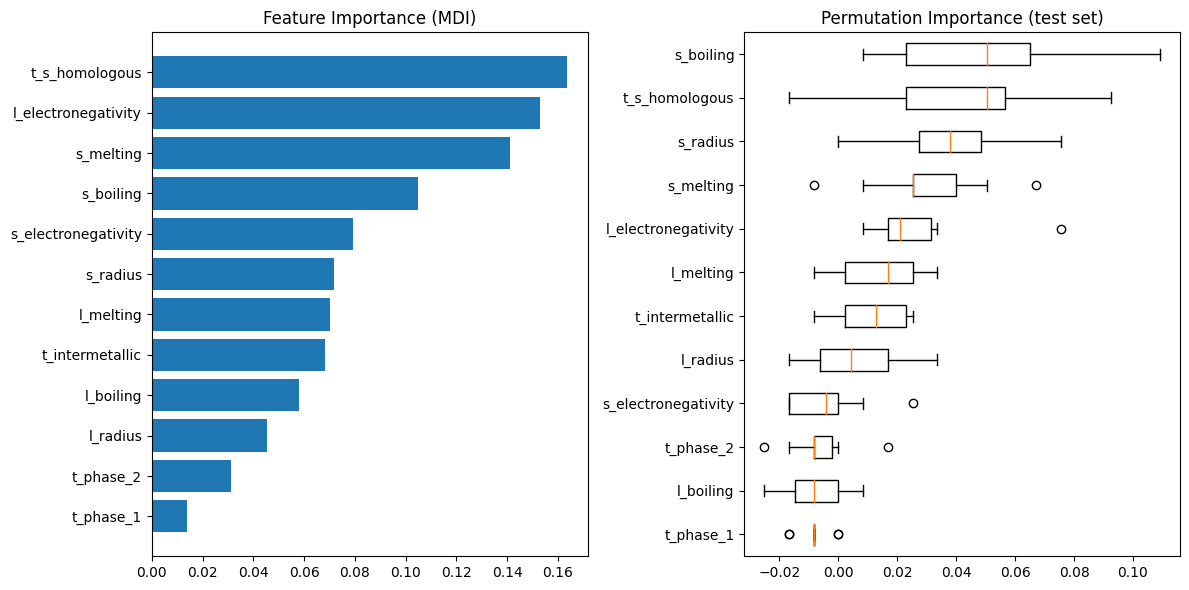 Feature Importance (MDI)
t_s_homologous
l_electronegativity
s_melting
s_boiling
s_electronegativity
s_radius
l_melting
t_intermetallic
l_boiling
l_radius
t_phase_2
t_phase_1
0.00 0.02 0.04 0.06 0.08 0.10 0.12 0.14 0.16
Permutation Importance (test set)
s_boiling
t_s_homologous
s_radius
s_melting
l_electronegativity
l_melting
t_intermetallic
l_radius
s_electronegativity
t_phase_2
l_boiling
t_phase_1
−0.02 0.00 0.02 0.04 0.06 0.08 0.10